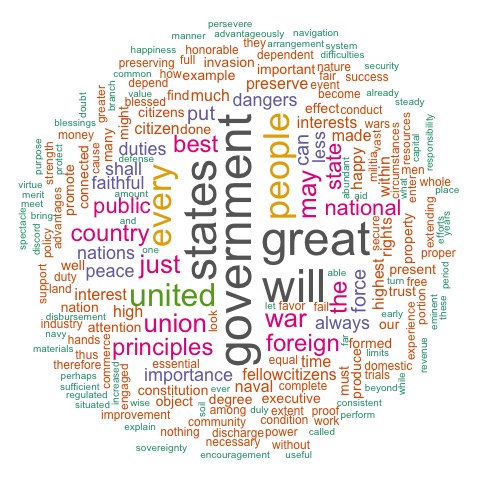 persevere
manner advantageously navigation
happiness they arrangement system
common preserving full honorable dependent difficulties
depend how invasion important nature security
value example preserve fair success
doubt branch greater blessed find much dangers event become already
blessings money might citizens put effect conduct steady
many citizen done interests wars
purpose strength cause duties best people can less made state happy militia vast circumstances resources capital responsibility
protect connected shall within men
virtue promote defense faithful every states government may national enter what whole
merit advantages amount public abundant aid rights place
meet policy country great secure property extending efforts
spectacle discord bring nations and just one able highest proper years
support well peace will the force present period
land duty interest united let favor fail turn trust free these
nation high look war always early our portion experience eminent
disbursement industry attention union foreign far formed revenue
navy hands principles essential equal time limits domestic
materials thus commerce importance fellowcitizens must produce trials
therefore engaged constitution ever naval complete beyond while
perhaps increased wise object degree executive consistent
sufficient regulated among duly extent proof perform
situated improvement soil community condition work
explain nothing discharge power called
sovereignty necessary without
encouragement useful